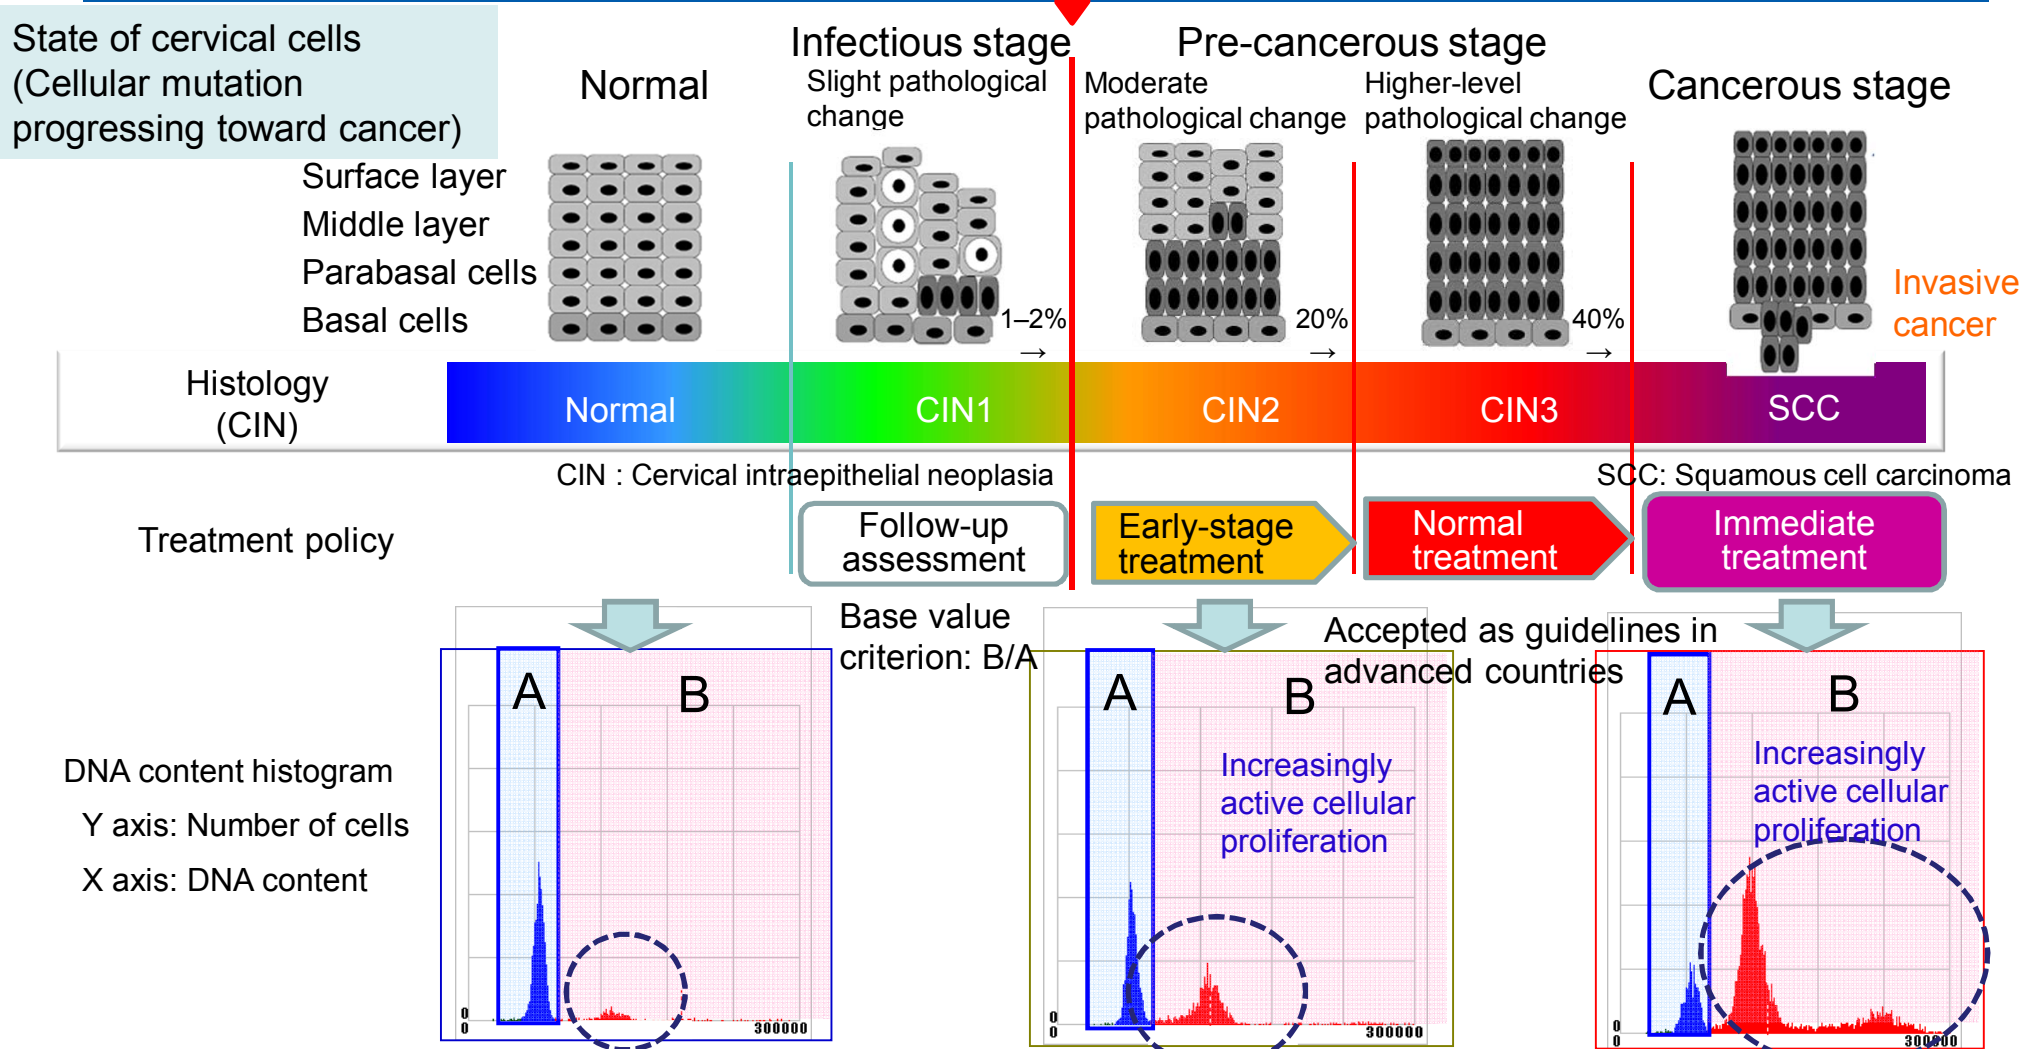 State of cervical cells
(Cellular mutation
progressing toward cancer)
Normal
Infectious stage
Slight pathological
change
Pre-cancerous stage
Moderate
pathological change
Higher-level
pathological change
Cancerous stage
Surface layer
Middle layer
Parabasal cells
Basal cells
1–2%
→
20%
→
40%
→
Invasive
cancer
Histology
(CIN)
Normal
CIN1
CIN2
CIN3
SCC
CIN : Cervical intraepithelial neoplasia
SCC: Squamous cell carcinoma
Treatment policy
Follow-up
assessment
Early-stage
treatment
Normal
treatment
Immediate
treatment
Base value
criterion: B/A
Accepted as guidelines in
advanced countries
DNA content histogram
Y axis: Number of cells
X axis: DNA content
A
B
0
0
300000
A
B
Increasingly
active cellular
proliferation
0
0
300000
A
B
Increasingly
active cellular
proliferation
0
0
300000